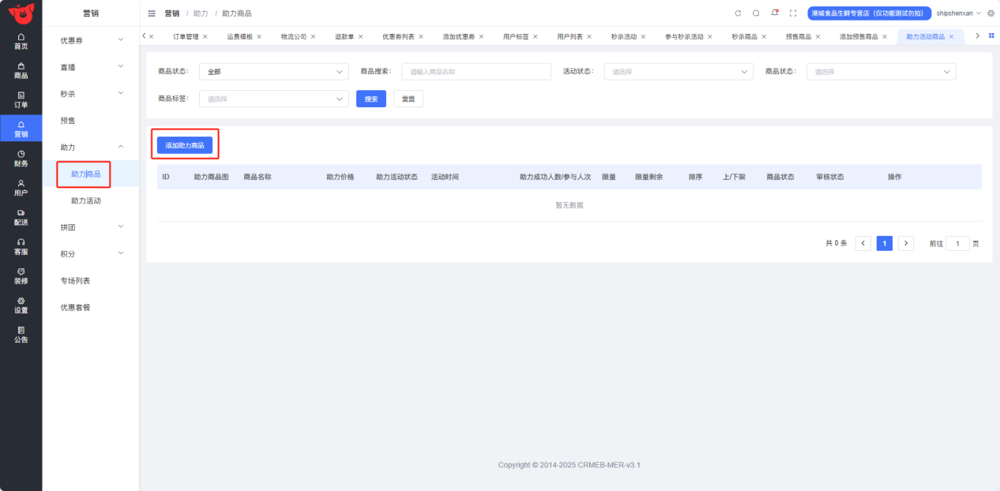 首页
商品
订单
营销
财务
用户
配送
客服
装修
设置
公告
营销
优惠券
直播
秒杀
预售
助力
助力商品
助力活动
拼团
积分
专场列表
优惠套餐
营销 / 助力 / 助力商品
港城食品生鲜专营店（仅功能测试勿拍） shipshenxan
订单管理 运费模板 物流公司 退款单 优惠券列表 添加优惠券 用户标签 用户列表 秒杀活动 参与秒杀活动 秒杀商品 预售商品 添加预售商品 助力活动商品
商品状态： 全部 商品搜索： 请输入商品名称 活动状态： 请选择 商品状态： 请选择
商品标签： 请选择 搜索 重置
添加助力商品
ID 助力商品图 商品名称 助力价格 助力活动状态 活动时间 助力成功人数/参与人次 限量 限量剩余 排序 上/下架 商品状态 审核状态 操作
暂无数据
共 0 条 1 前往 1 页
Copyright © 2014-2025 CRMEB-MER-v3.1